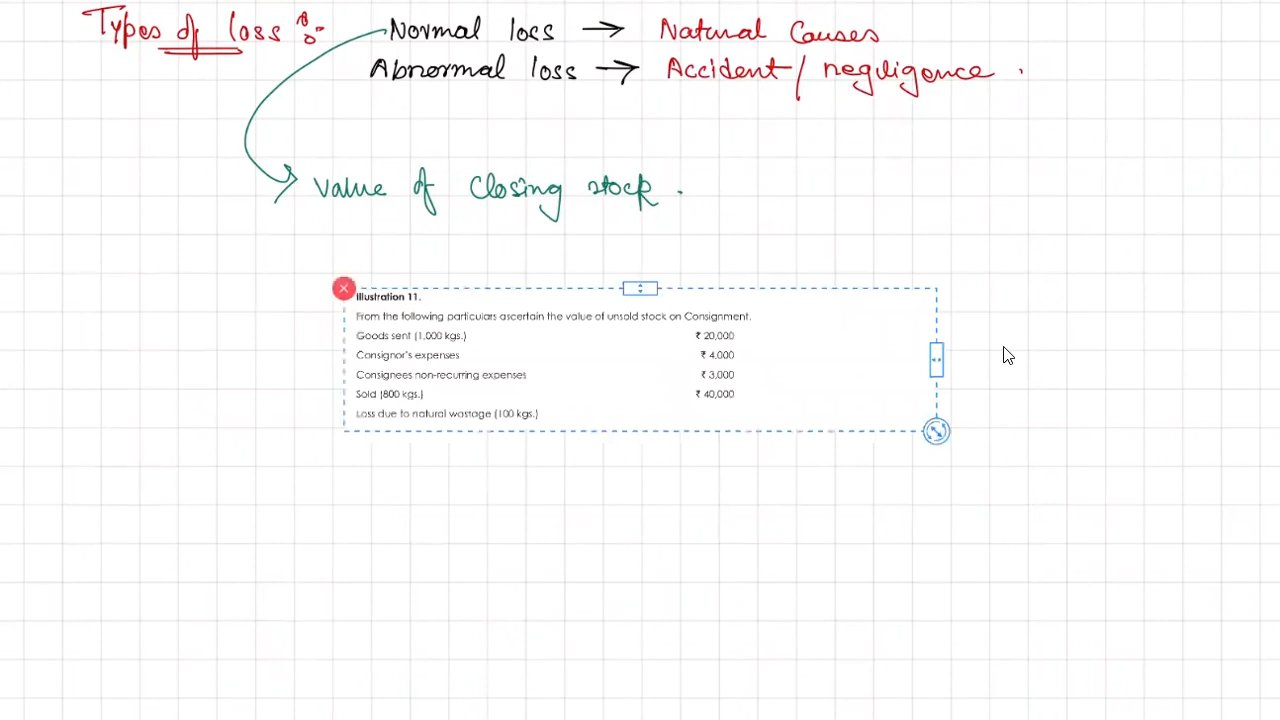 Types of loss :- Normal loss → Natural Causes
Abnormal loss → Accident / negligence .
Value of Closing stock .
Illustration 11.
From the following particulars ascertain the value of unsold stock on Consignment.
Goods sent (1,000 kgs.) ₹ 20,000
Consignor's expenses ₹ 4,000
Consignees non-recurring expenses ₹ 3,000
Sold (800 kgs.) ₹ 40,000
Loss due to natural wastage (100 kgs.)